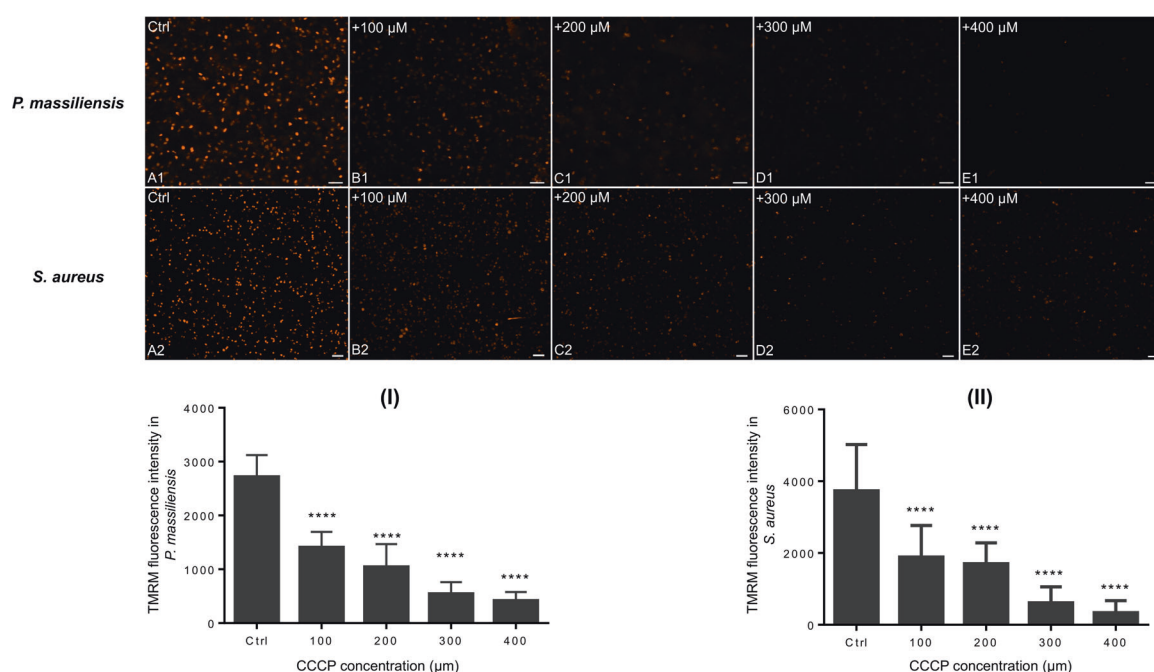 Ctrl
+100 µM
+200 µM
+300 µM
+400 µM
P. massiliensis
A1
B1
C1
D1
E1
Ctrl
+100 µM
+200 µM
+300 µM
+400 µM
S. aureus
A2
B2
C2
D2
E2
(I)
TMRM fluorescence intensity in
P. massiliensis
4000
3000
2000
1000
0
****
****
****
****
Ctrl
100
200
300
400
CCCP concentration (µm)
(II)
TMRM fluorescence intensity in
S. aureus
6000
4000
2000
0
****
****
****
****
Ctrl
100
200
300
400
CCCP concentration (µm)